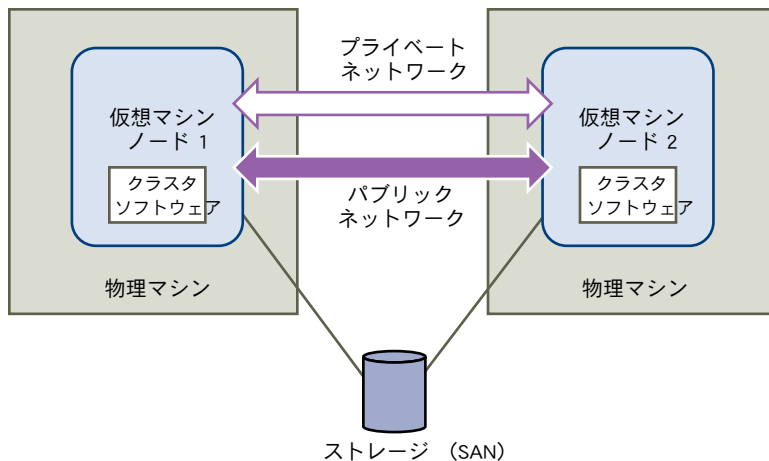 プライベート
ネットワーク
仮想マシン
ノード 1
クラスタ
ソフトウェア
仮想マシン
ノード 2
クラスタ
ソフトウェア
パブリック
ネットワーク
物理マシン
物理マシン
ストレージ (SAN)